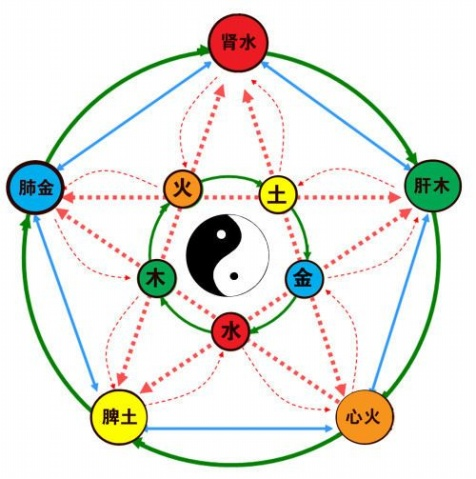 肾水
肺金
火
土
肝木
木
金
水
脾土
心火